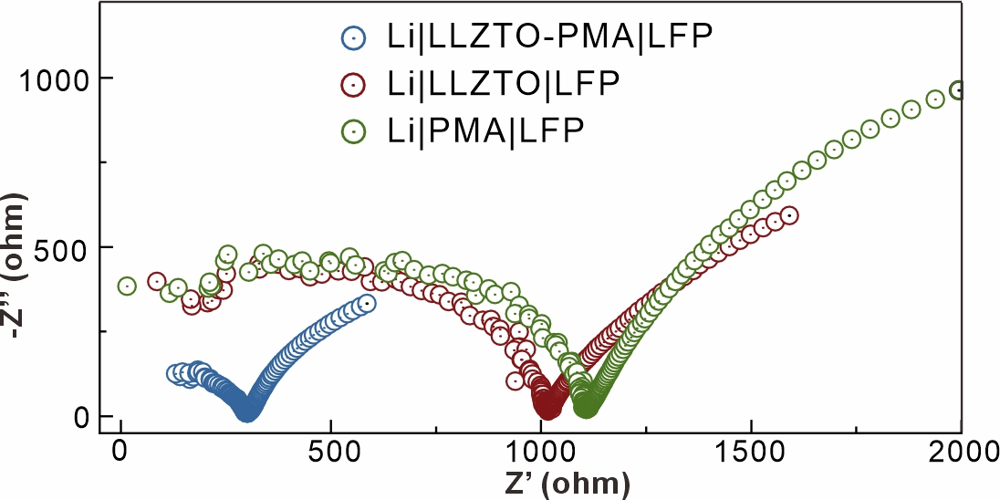 Li|LLZTO-PMA|LFP
Li|LLZTO|LFP
Li|PMA|LFP
1000
500
0
-Z’’ (ohm)
0 500 1000 1500 2000
Z’ (ohm)